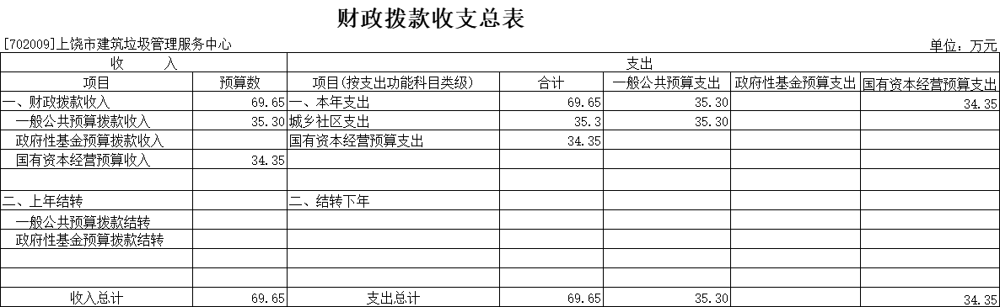 财政拨款收支总表
[702009]上饶市建筑垃圾管理服务中心 单位：万元
收 入 支出
项目 预算数 项目(按支出功能科目类级) 合计 一般公共预算支出 政府性基金预算支出 国有资本经营预算支出
一、财政拨款收入 69.65 一、本年支出 69.65 35.30 34.35
一般公共预算拨款收入 35.30 城乡社区支出 35.3 35.30
政府性基金预算拨款收入 国有资本经营预算支出 34.35
国有资本经营预算收入 34.35
二、上年结转 二、结转下年
一般公共预算拨款结转
政府性基金预算拨款结转
收入总计 69.65 支出总计 69.65 35.30 34.35